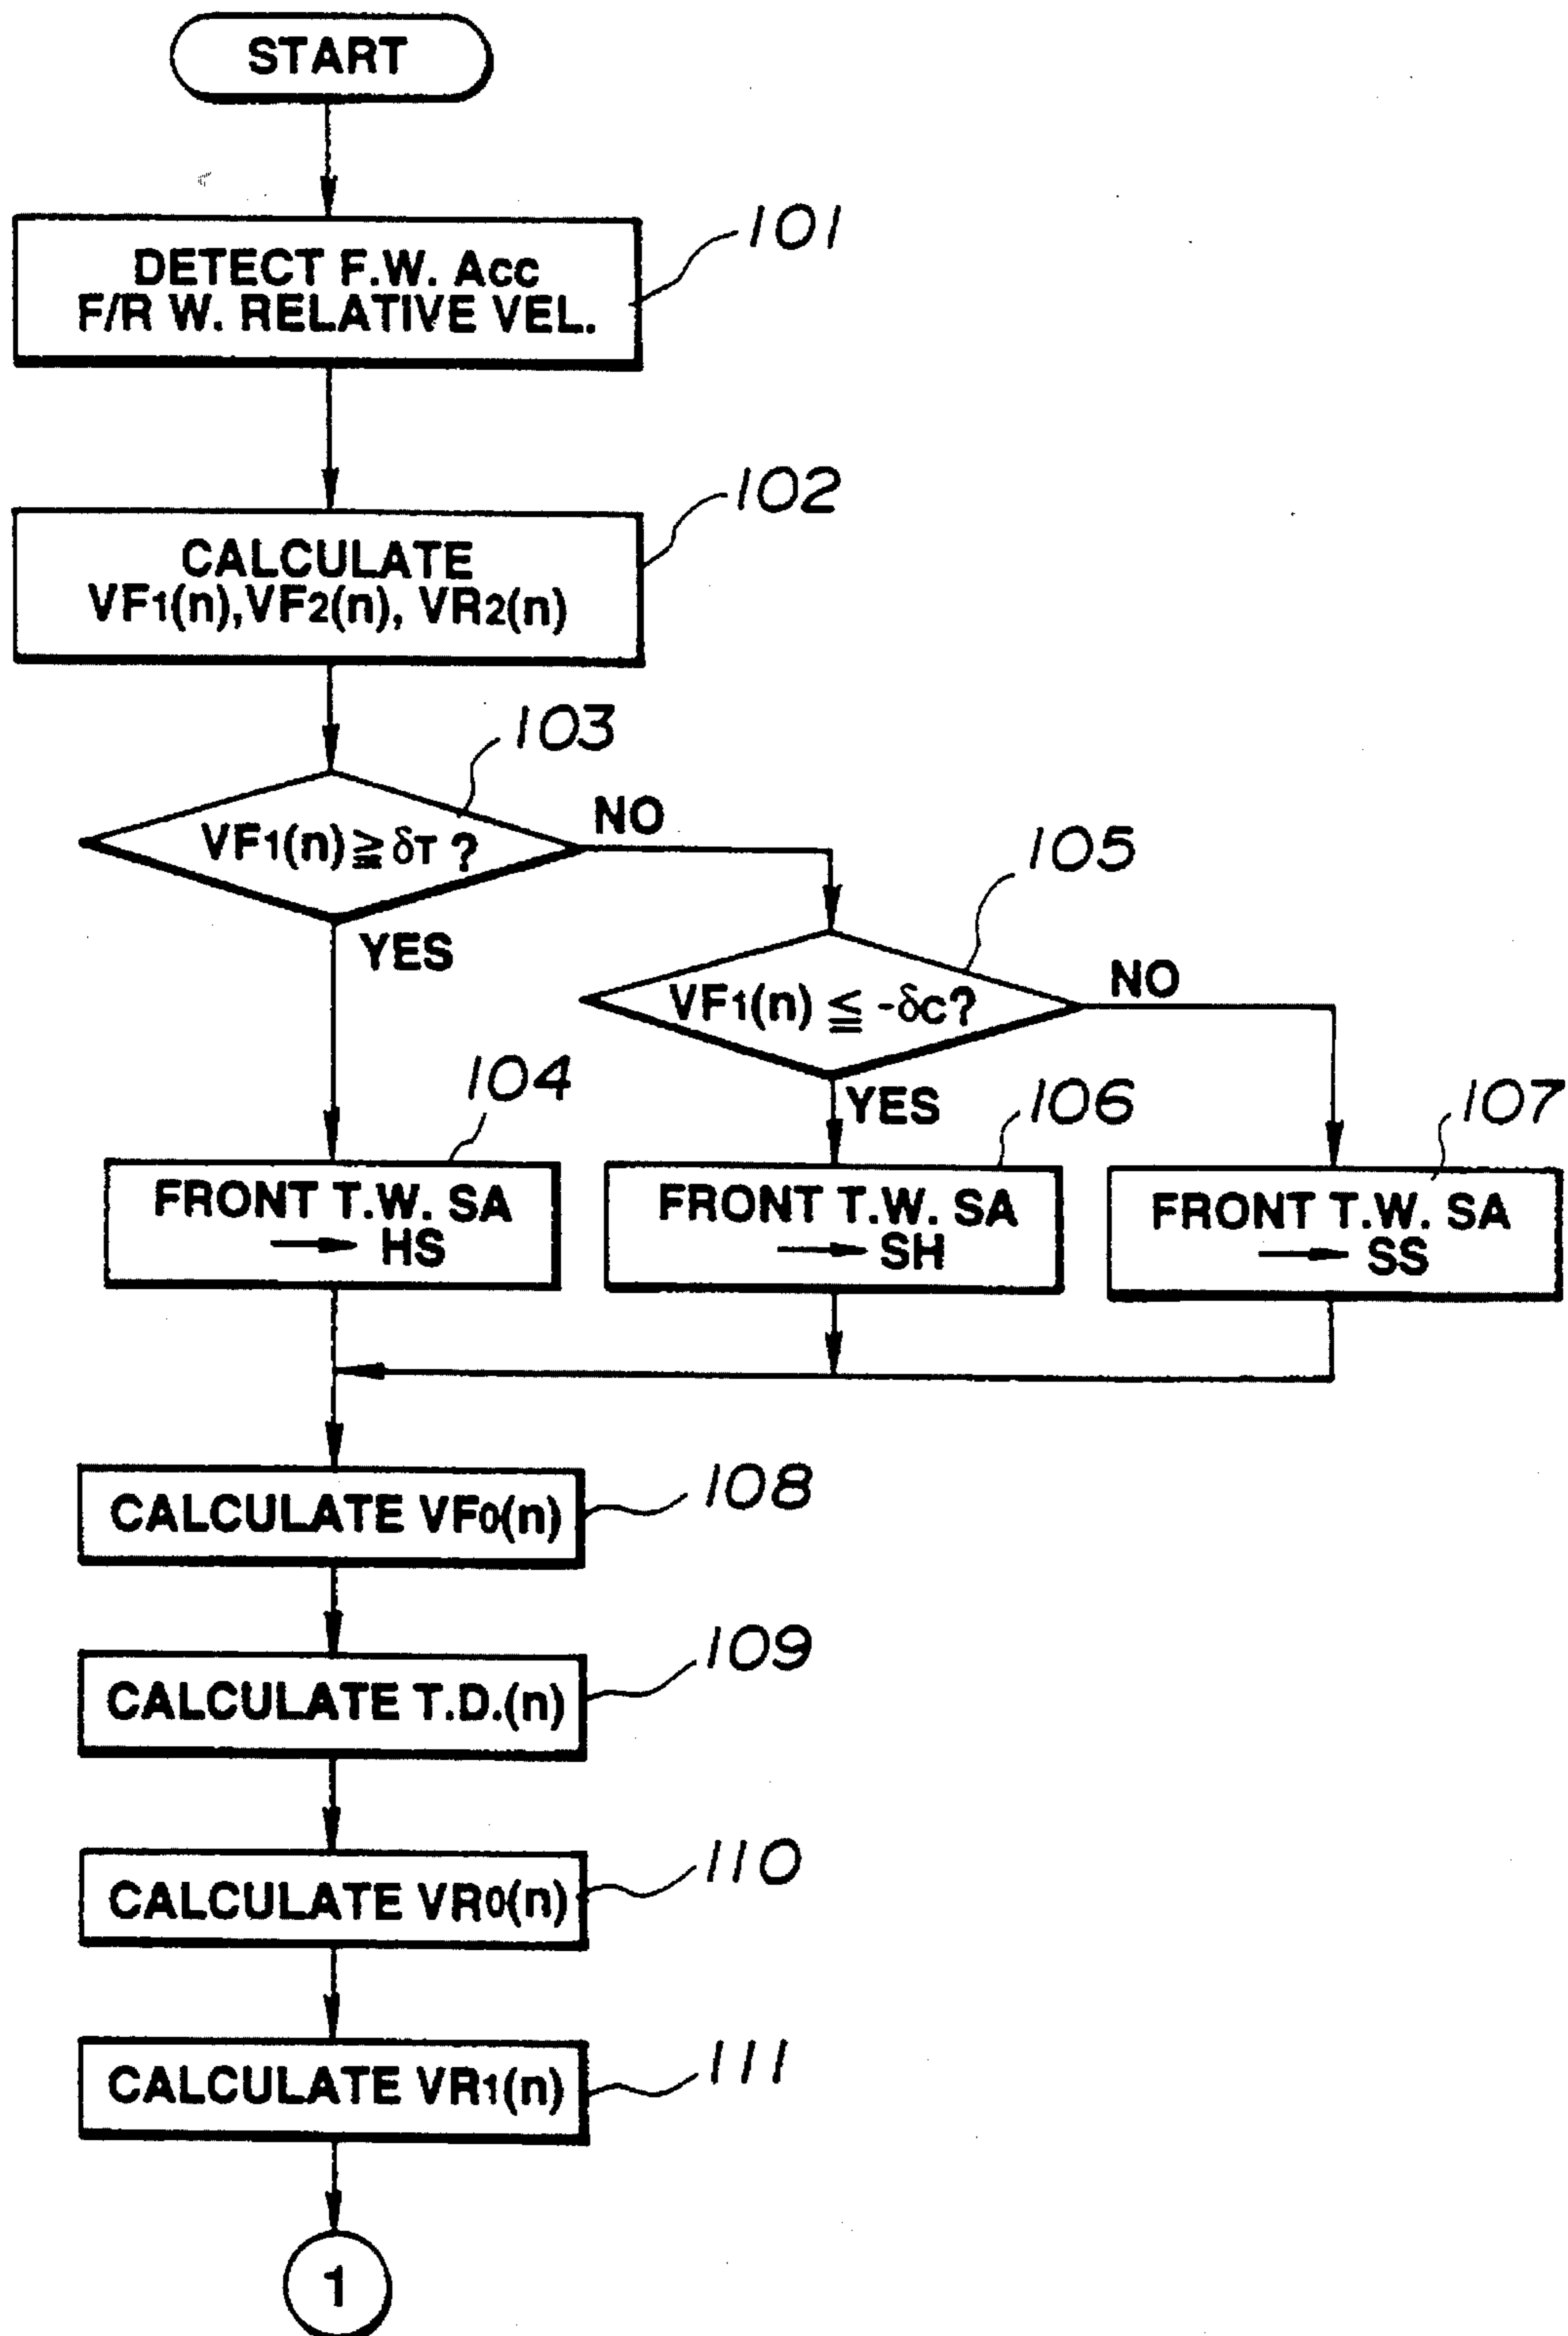 START
101
DETECT F.W. Acc
F/R W. RELATIVE VEL.
102
CALCULATE
VF1(n),VF2(n), VR2(n)
103
VF1(n) ≧ δT ?
NO
YES
105
VF1(n) ≦ -δC?
NO
YES
104
FRONT T.W. SA
→ HS
106
FRONT T.W. SA
→ SH
107
FRONT T.W. SA
→ SS
108
CALCULATE VF0(n)
109
CALCULATE T.D.(n)
110
CALCULATE VR0(n)
111
CALCULATE VR1(n)
1